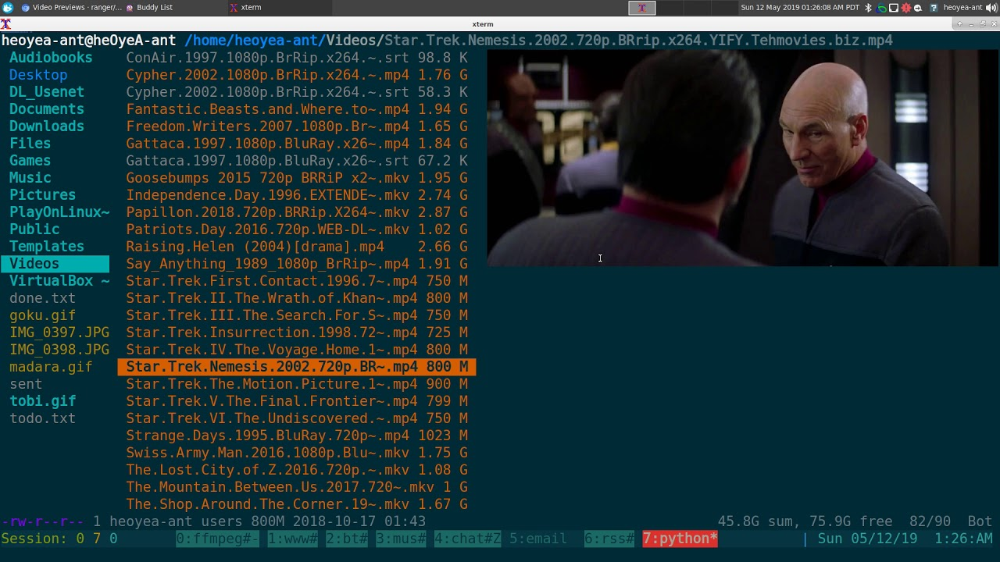 Video Previews · ranger/... Buddy List xterm Sun 12 May 2019 01:26:08 AM PDT heoyea-ant
xterm
heoyea-ant@heOyeA-ant /home/heoyea-ant/Videos/Star.Trek.Nemesis.2002.720p.BRrip.x264.YIFY.Tehmovies.biz.mp4
Audiobooks ConAir.1997.1080p.BrRip.x264.~.srt 98.8 K
Desktop Cypher.2002.1080p.BrRip.x264.~.mp4 1.76 G
DL_Usenet Cypher.2002.1080p.BrRip.x264.~.srt 58.3 K
Documents Fantastic.Beasts.and.Where.to~.mp4 1.94 G
Downloads Freedom.Writers.2007.1080p.Br~.mp4 1.65 G
Files Gattaca.1997.1080p.BluRay.x26~.mp4 1.84 G
Games Gattaca.1997.1080p.BluRay.x26~.srt 67.2 K
Music Goosebumps 2015 720p BRRiP x2~.mkv 1.95 G
Pictures Independence.Day.1996.EXTENDE~.mkv 2.74 G
PlayOnLinux~ Papillon.2018.720p.BRRip.X264~.mkv 2.87 G
Public Patriots.Day.2016.720p.WEB-DL~.mkv 1.02 G
Templates Raising.Helen (2004)[drama].mp4 2.66 G
Videos Say_Anything_1989_1080p_BrRip~.mp4 1.91 G
VirtualBox ~ Star.Trek.First.Contact.1996.7~.mp4 750 M
done.txt Star.Trek.II.The.Wrath.of.Khan~.mp4 800 M
goku.gif Star.Trek.III.The.Search.For.S~.mp4 750 M
IMG_0397.JPG Star.Trek.Insurrection.1998.72~.mp4 725 M
IMG_0398.JPG Star.Trek.IV.The.Voyage.Home.1~.mp4 800 M
madara.gif Star.Trek.Nemesis.2002.720p.BR~.mp4 800 M
sent Star.Trek.The.Motion.Picture.1~.mp4 900 M
tobi.gif Star.Trek.V.The.Final.Frontier~.mp4 799 M
todo.txt Star.Trek.VI.The.Undiscovered.~.mp4 750 M
Strange.Days.1995.BluRay.720p~.mp4 1023 M
Swiss.Army.Man.2016.1080p.Blu~.mkv 1.75 G
The.Lost.City.of.Z.2016.720p.~.mkv 1.08 G
The.Mountain.Between.Us.2017.720~.mkv 1 G
The.Shop.Around.The.Corner.19~.mkv 1.67 G
-rw-r--r-- 1 heoyea-ant users 800M 2018-10-17 01:43 45.8G sum, 75.9G free 82/90 Bot
Session: 0 7 0 0:ffmpeg#- 1:www# 2:bt# 3:mus# 4:chat#Z 5:email 6:rss# 7:python* | Sun 05/12/19 1:26AM